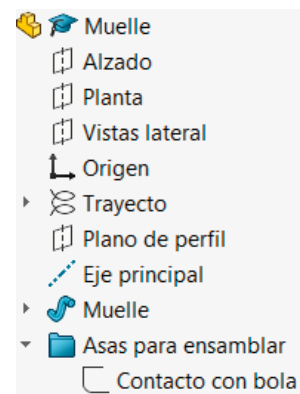 Muelle
Alzado
Planta
Vistas lateral
Origen
Trayecto
Plano de perfil
Eje principal
Muelle
Asas para ensamblar
Contacto con bola